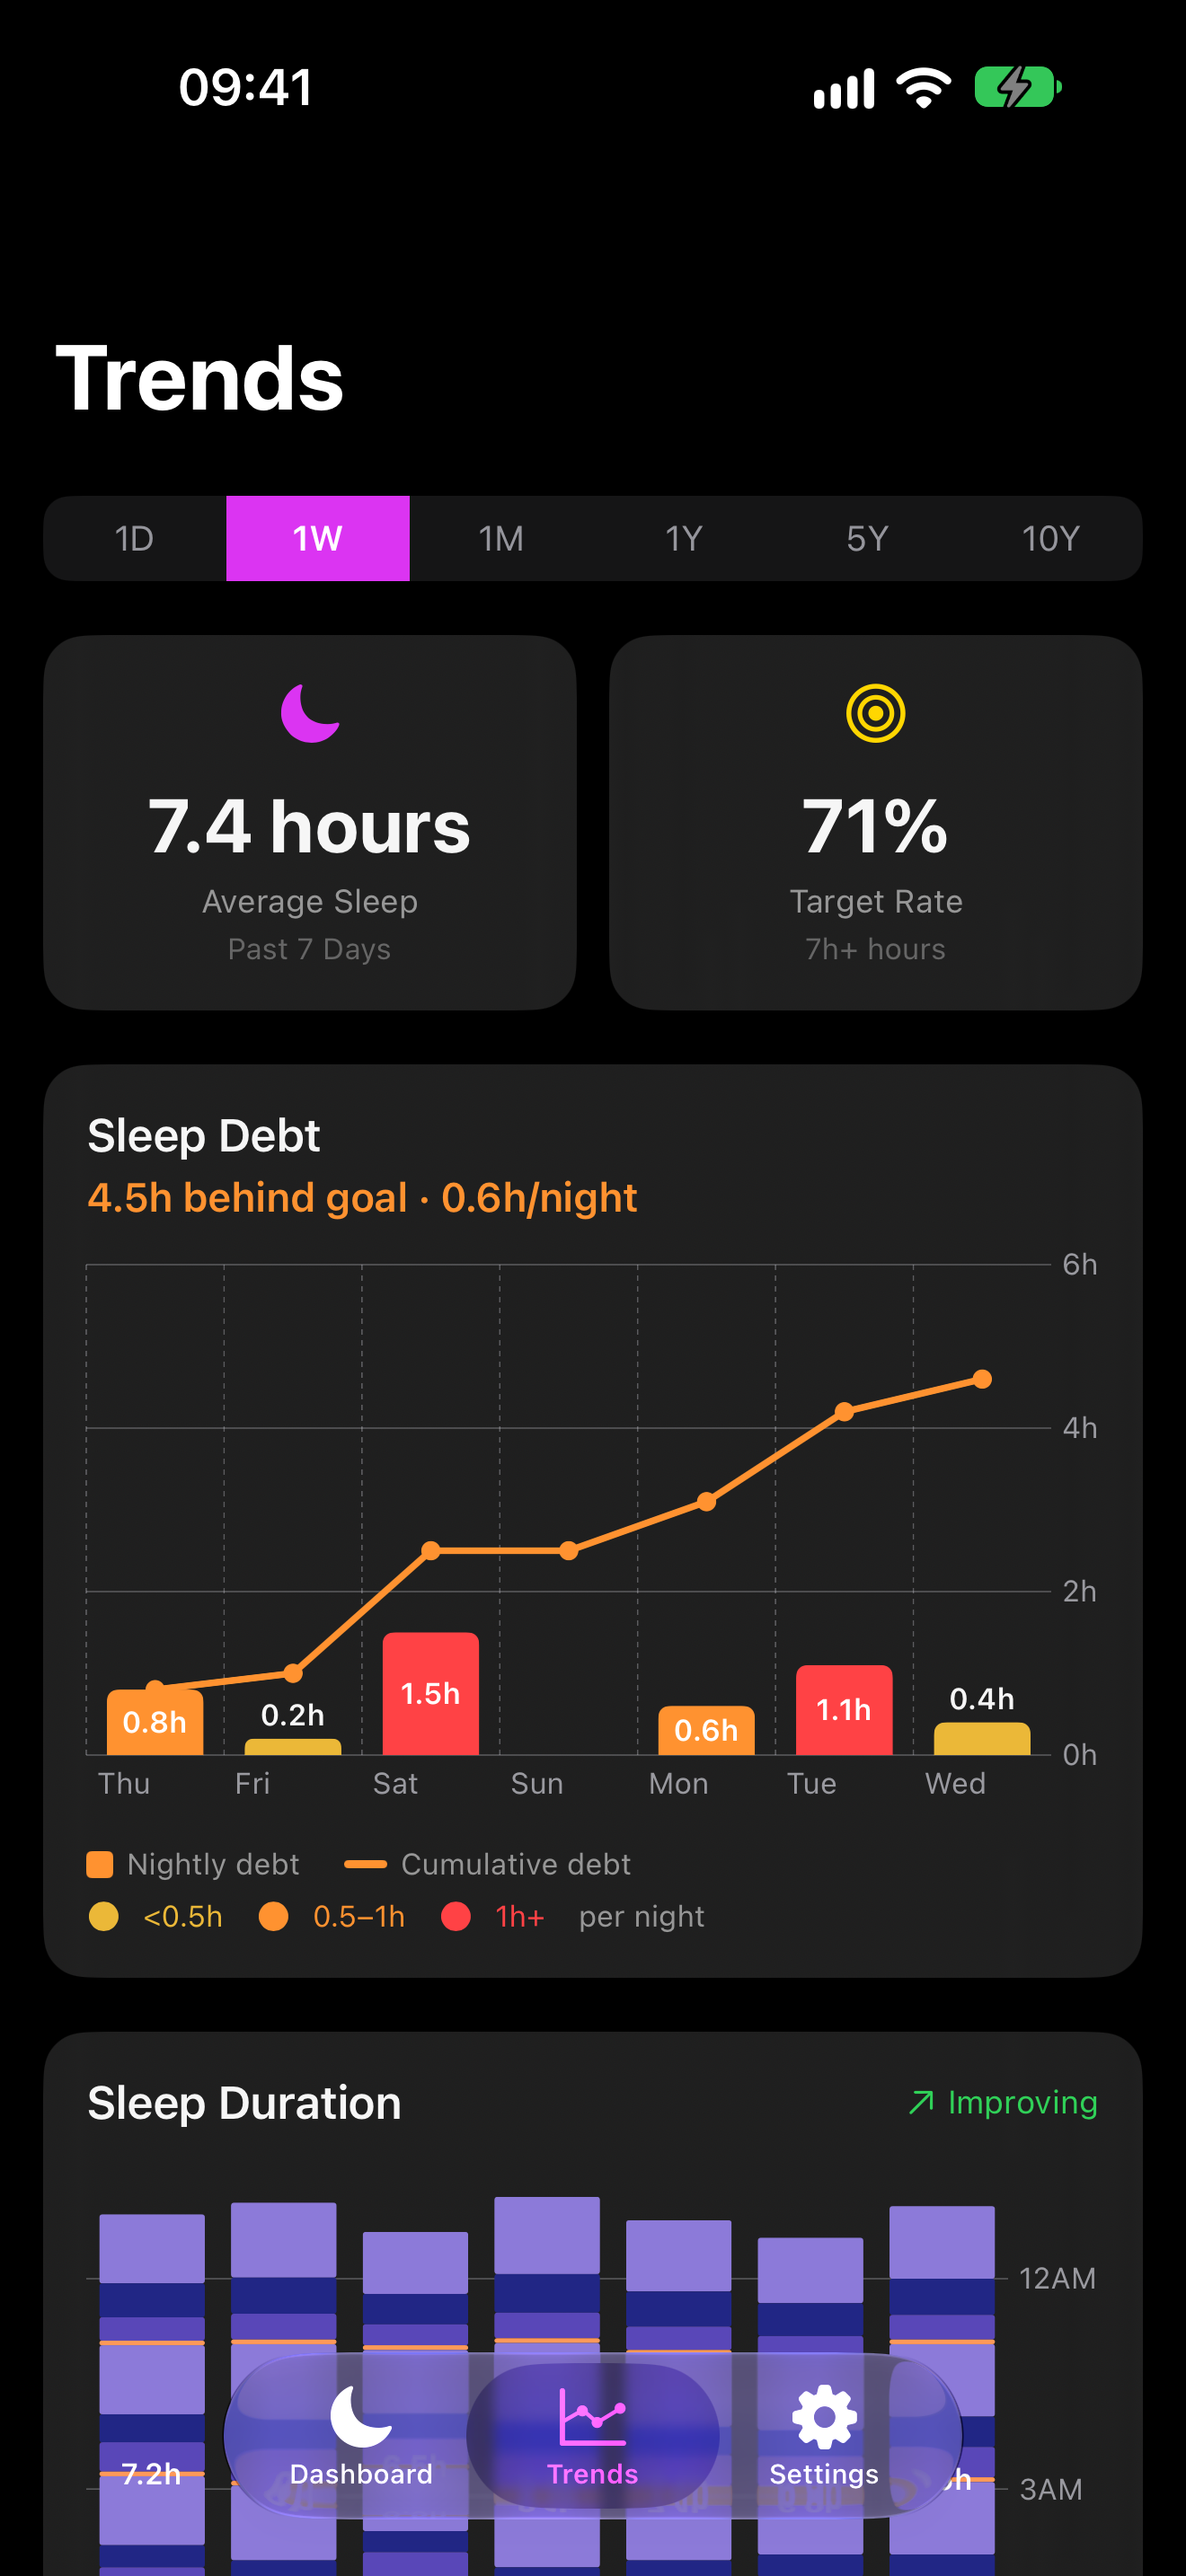 09:41
Trends
1D 1W 1M 1Y 5Y 10Y
7.4 hours
Average Sleep
Past 7 Days
71%
Target Rate
7h+ hours
Sleep Debt
4.5h behind goal · 0.6h/night
6h
4h
2h
0h
0.8h 0.2h 1.5h 0.6h 1.1h 0.4h
Thu Fri Sat Sun Mon Tue Wed
Nightly debt Cumulative debt
<0.5h 0.5–1h 1h+ per night
Sleep Duration
Improving
12AM
7.2h
3AM
Dashboard Trends Settings